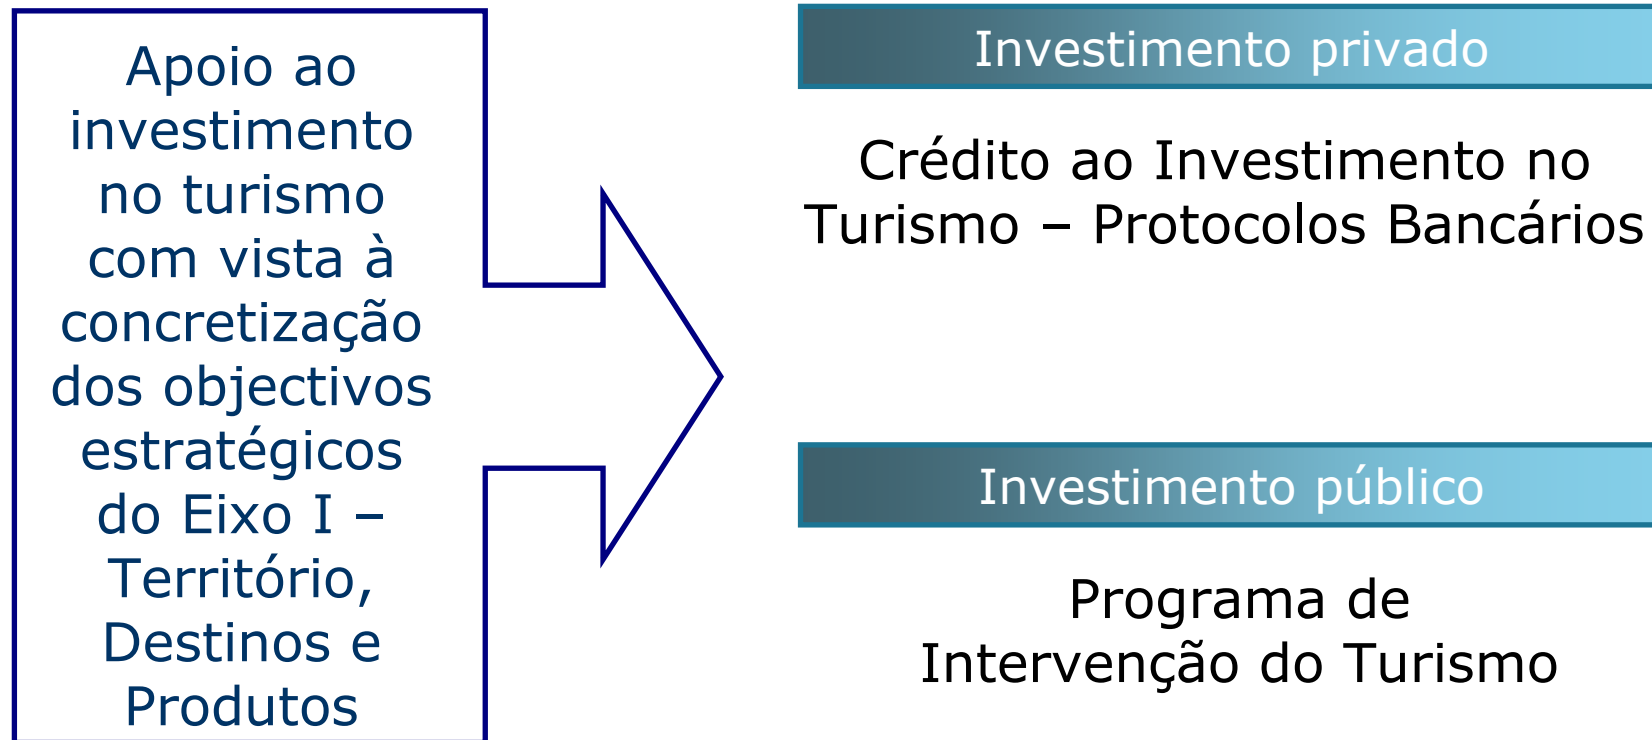 Apoio ao
investimento
no turismo
com vista à
concretização
dos objectivos
estratégicos
do Eixo I –
Território,
Destinos e
Produtos
Investimento privado
Crédito ao Investimento no
Turismo – Protocolos Bancários
Investimento público
Programa de
Intervenção do Turismo